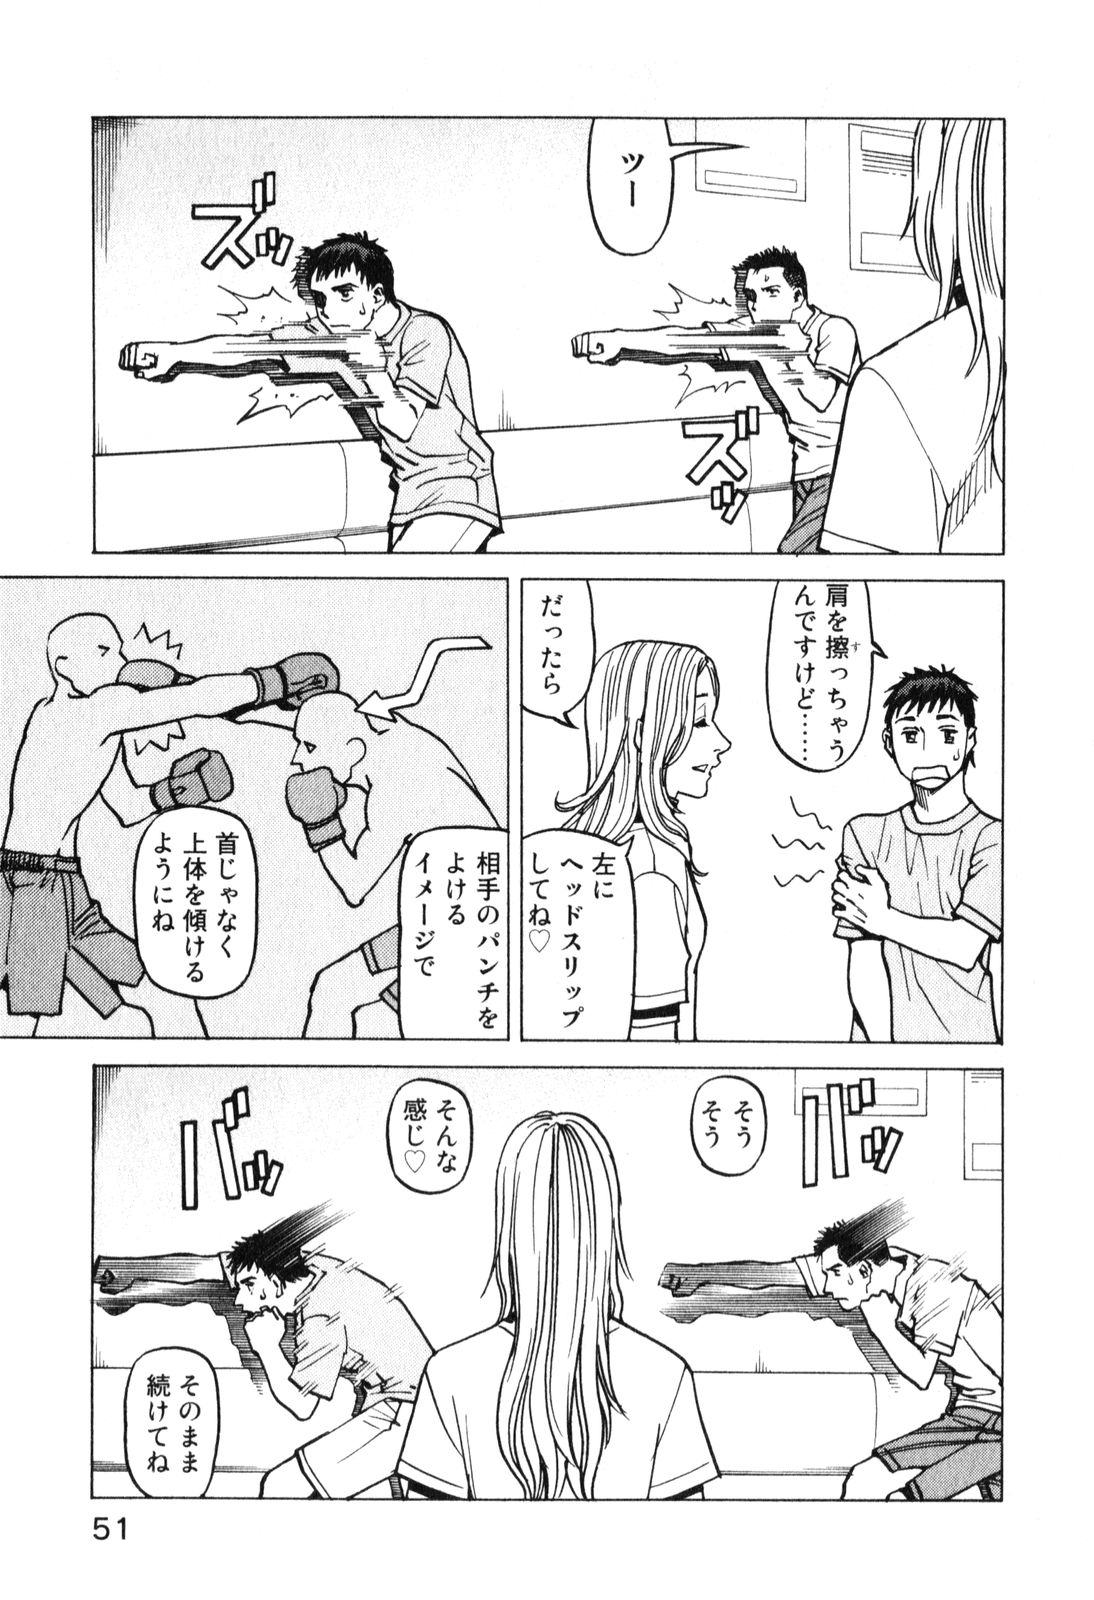 ツー
ズッ
ズッ
肩を擦っちゃう
す
んですけど……
だったら
左に
ヘッドスリップ
してね♡
相手のパンチを
よける
イメージで
首じゃなく
上体を傾ける
ようにね
そう
そう
バッ
そんな
感じ♡
バッ
そのまま
続けてね
51